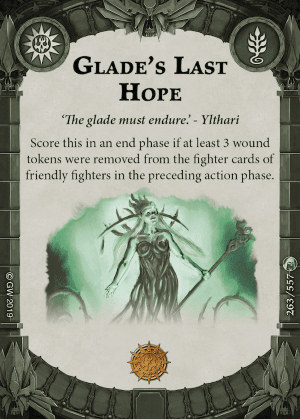 Glade's Last
Hope
'The glade must endure.' - Ylthari
Score this in an end phase if at least 3 wound
tokens were removed from the fighter cards of
friendly fighters in the preceding action phase.
© GW 2019
263/557